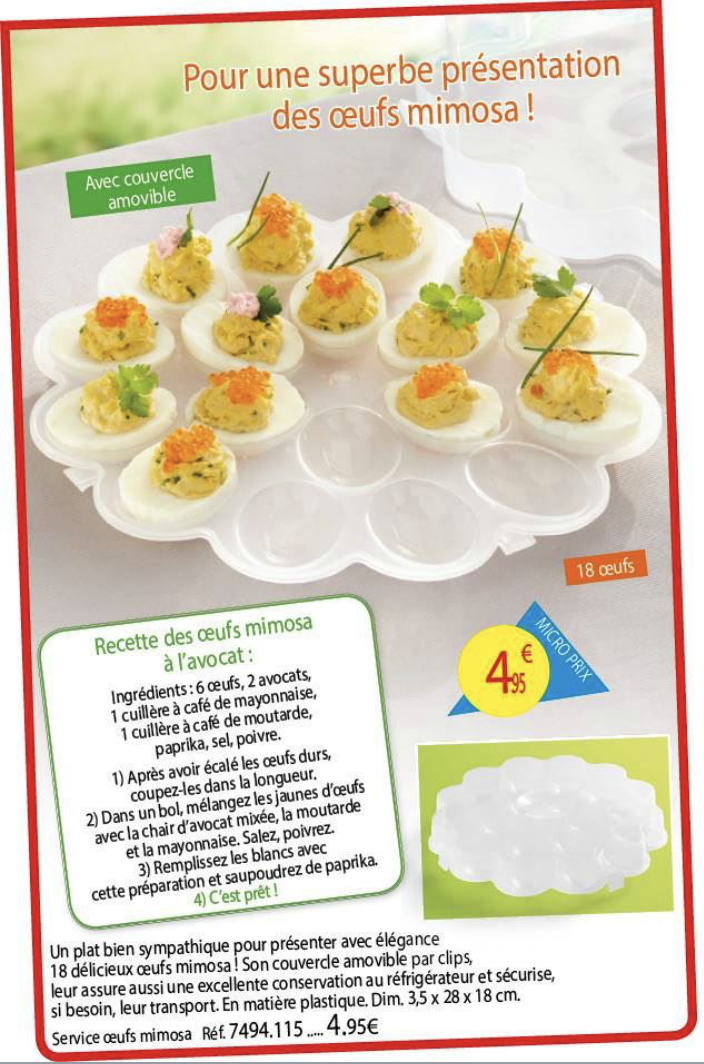 Pour une superbe présentation
des œufs mimosa !
Avec couvercle
amovible
18 œufs
MICRO PRIX
4€95
Recette des œufs mimosa
à l'avocat :
Ingrédients : 6 œufs, 2 avocats,
1 cuillère à café de mayonnaise,
1 cuillère à café de moutarde,
paprika, sel, poivre.
1) Après avoir écalé les œufs durs,
coupez-les dans la longueur.
2) Dans un bol, mélangez les jaunes d'œufs
avec la chair d'avocat mixée, la moutarde
et la mayonnaise. Salez, poivrez.
3) Remplissez les blancs avec
cette préparation et saupoudrez de paprika.
4) C'est prêt !
Un plat bien sympathique pour présenter avec élégance
18 délicieux œufs mimosa ! Son couvercle amovible par clips,
leur assure aussi une excellente conservation au réfrigérateur et sécurise,
si besoin, leur transport. En matière plastique. Dim. 3,5 x 28 x 18 cm.
Service œufs mimosa Réf. 7494.115 ..... 4.95€